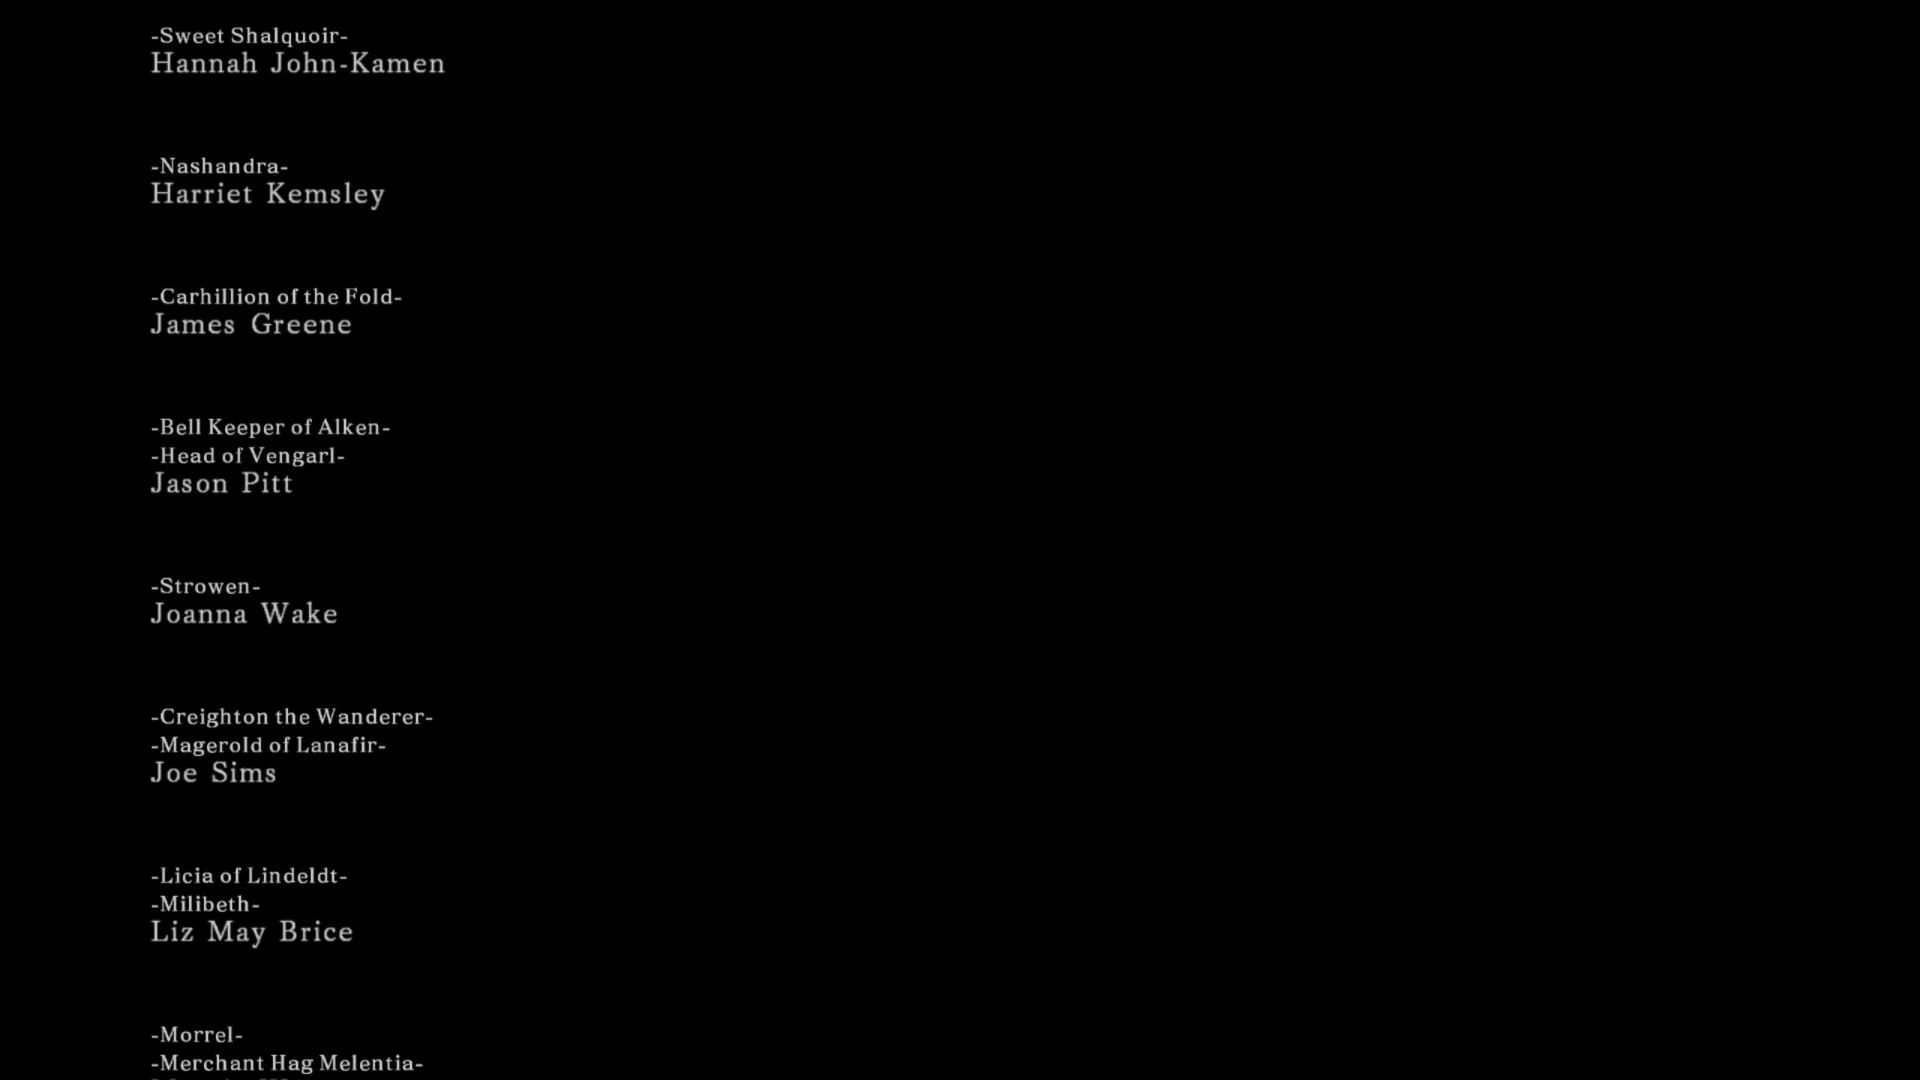 -Sweet Shalquoir-
Hannah John-Kamen
-Nashandra-
Harriet Kemsley
-Carhillion of the Fold-
James Greene
-Bell Keeper of Alken-
-Head of Vengarl-
Jason Pitt
-Strowen-
Joanna Wake
-Creighton the Wanderer-
-Magerold of Lanafir-
Joe Sims
-Licia of Lindeldt-
-Milibeth-
Liz May Brice
-Morrel-
-Merchant Hag Melentia-